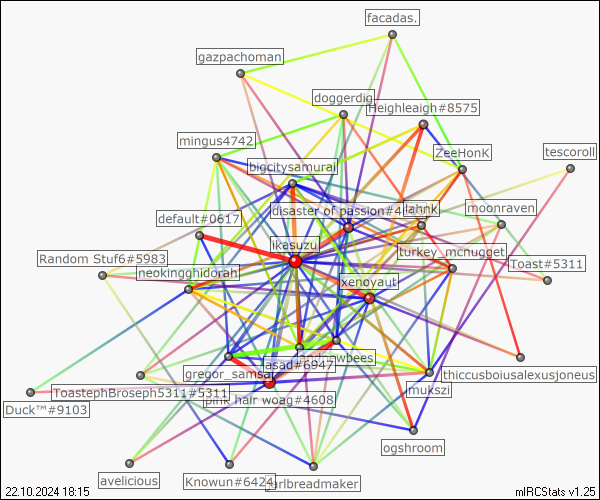 facadas.
gazpachoman
doggerdig
Heighleaigh#8575
mingus4742
ZeeHonK
tescoroll
bigcitysamurai
disaster of passion#4
lahnK
moonraven
default#0617
ikasuzu
turkey_mcnugget
Random Stuf6#5983
neokingghidorah
Toast#5311
xenoyaut
andrewbees
asad#6947
gregor_samsa
thiccusboiusalexusjoneus
ToastephBroseph5311#5311
mukszi
pink hair woag#4608
Duck™#9103
ogshroom
avelicious
Knowun#6424
girlbreadmaker
22.10.2024 18:15
mIRCStats v1.25